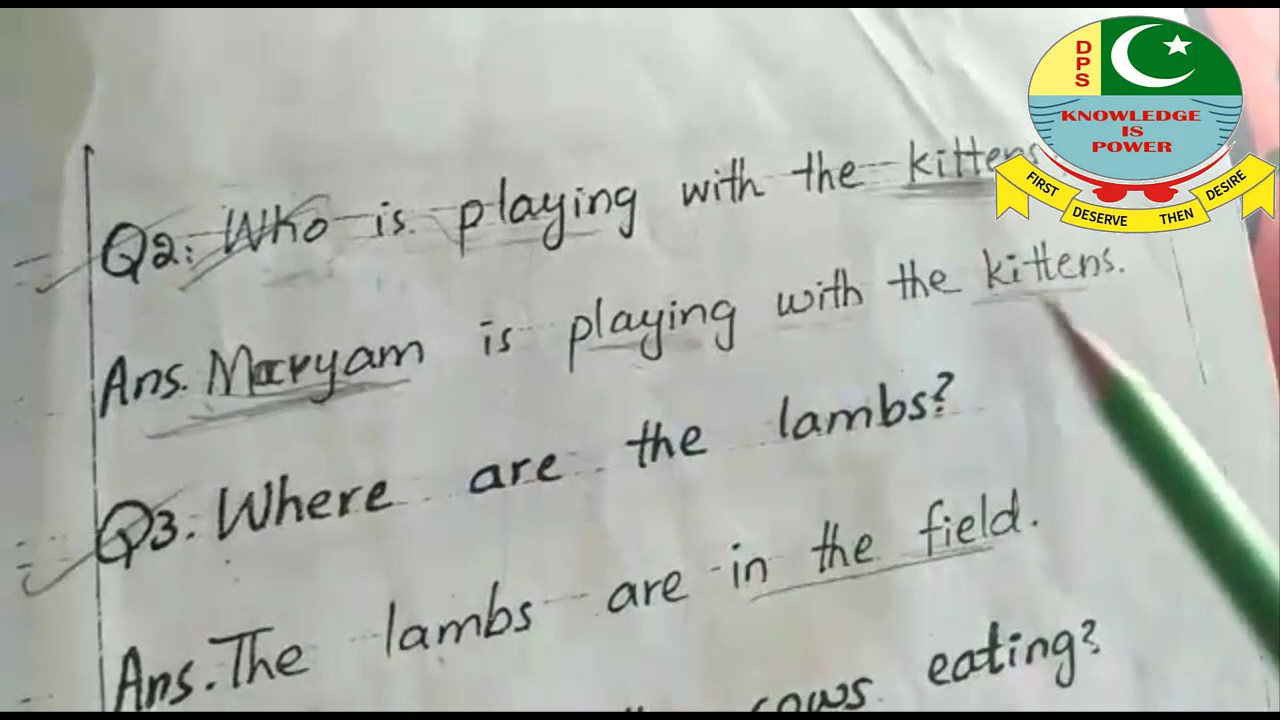 DPS
KNOWLEDGE
IS
POWER
FIRST DESERVE THEN DESIRE
Q2: Who is playing with the kittens
Ans. Maryam is playing with the kittens.
Q3. Where are the lambs?
Ans. The lambs are in the field.
cows eating?